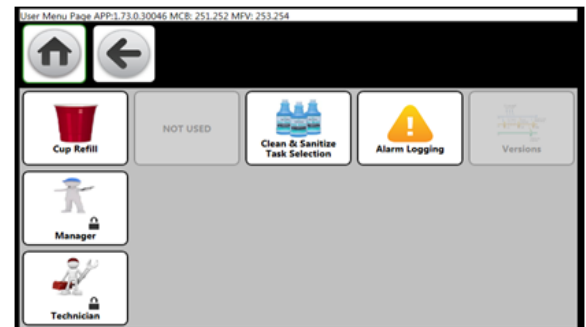 User Menu Page APP:1.73.0.30046 MCB: 251.252 MFV: 253.254
Cup Refill
NOT USED
Clean & Sanitize
Task Selection
Alarm Logging
Versions
Manager
Technician